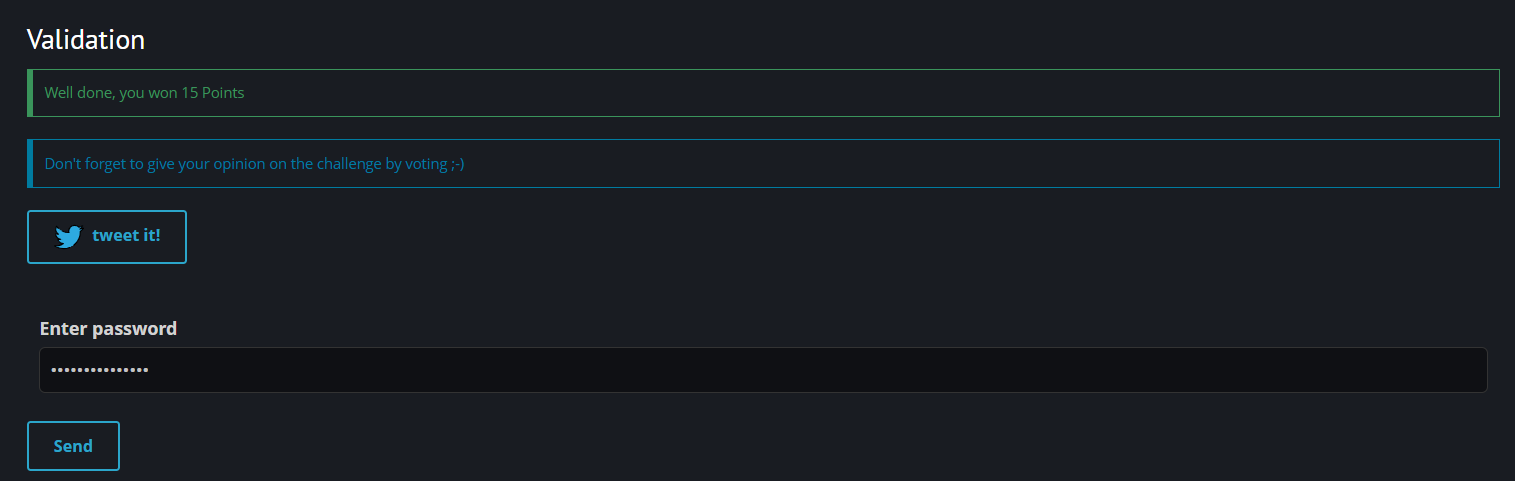 Validation
Well done, you won 15 Points
Don't forget to give your opinion on the challenge by voting ;-)
tweet it!
Enter password
•••••••••••••••
Send